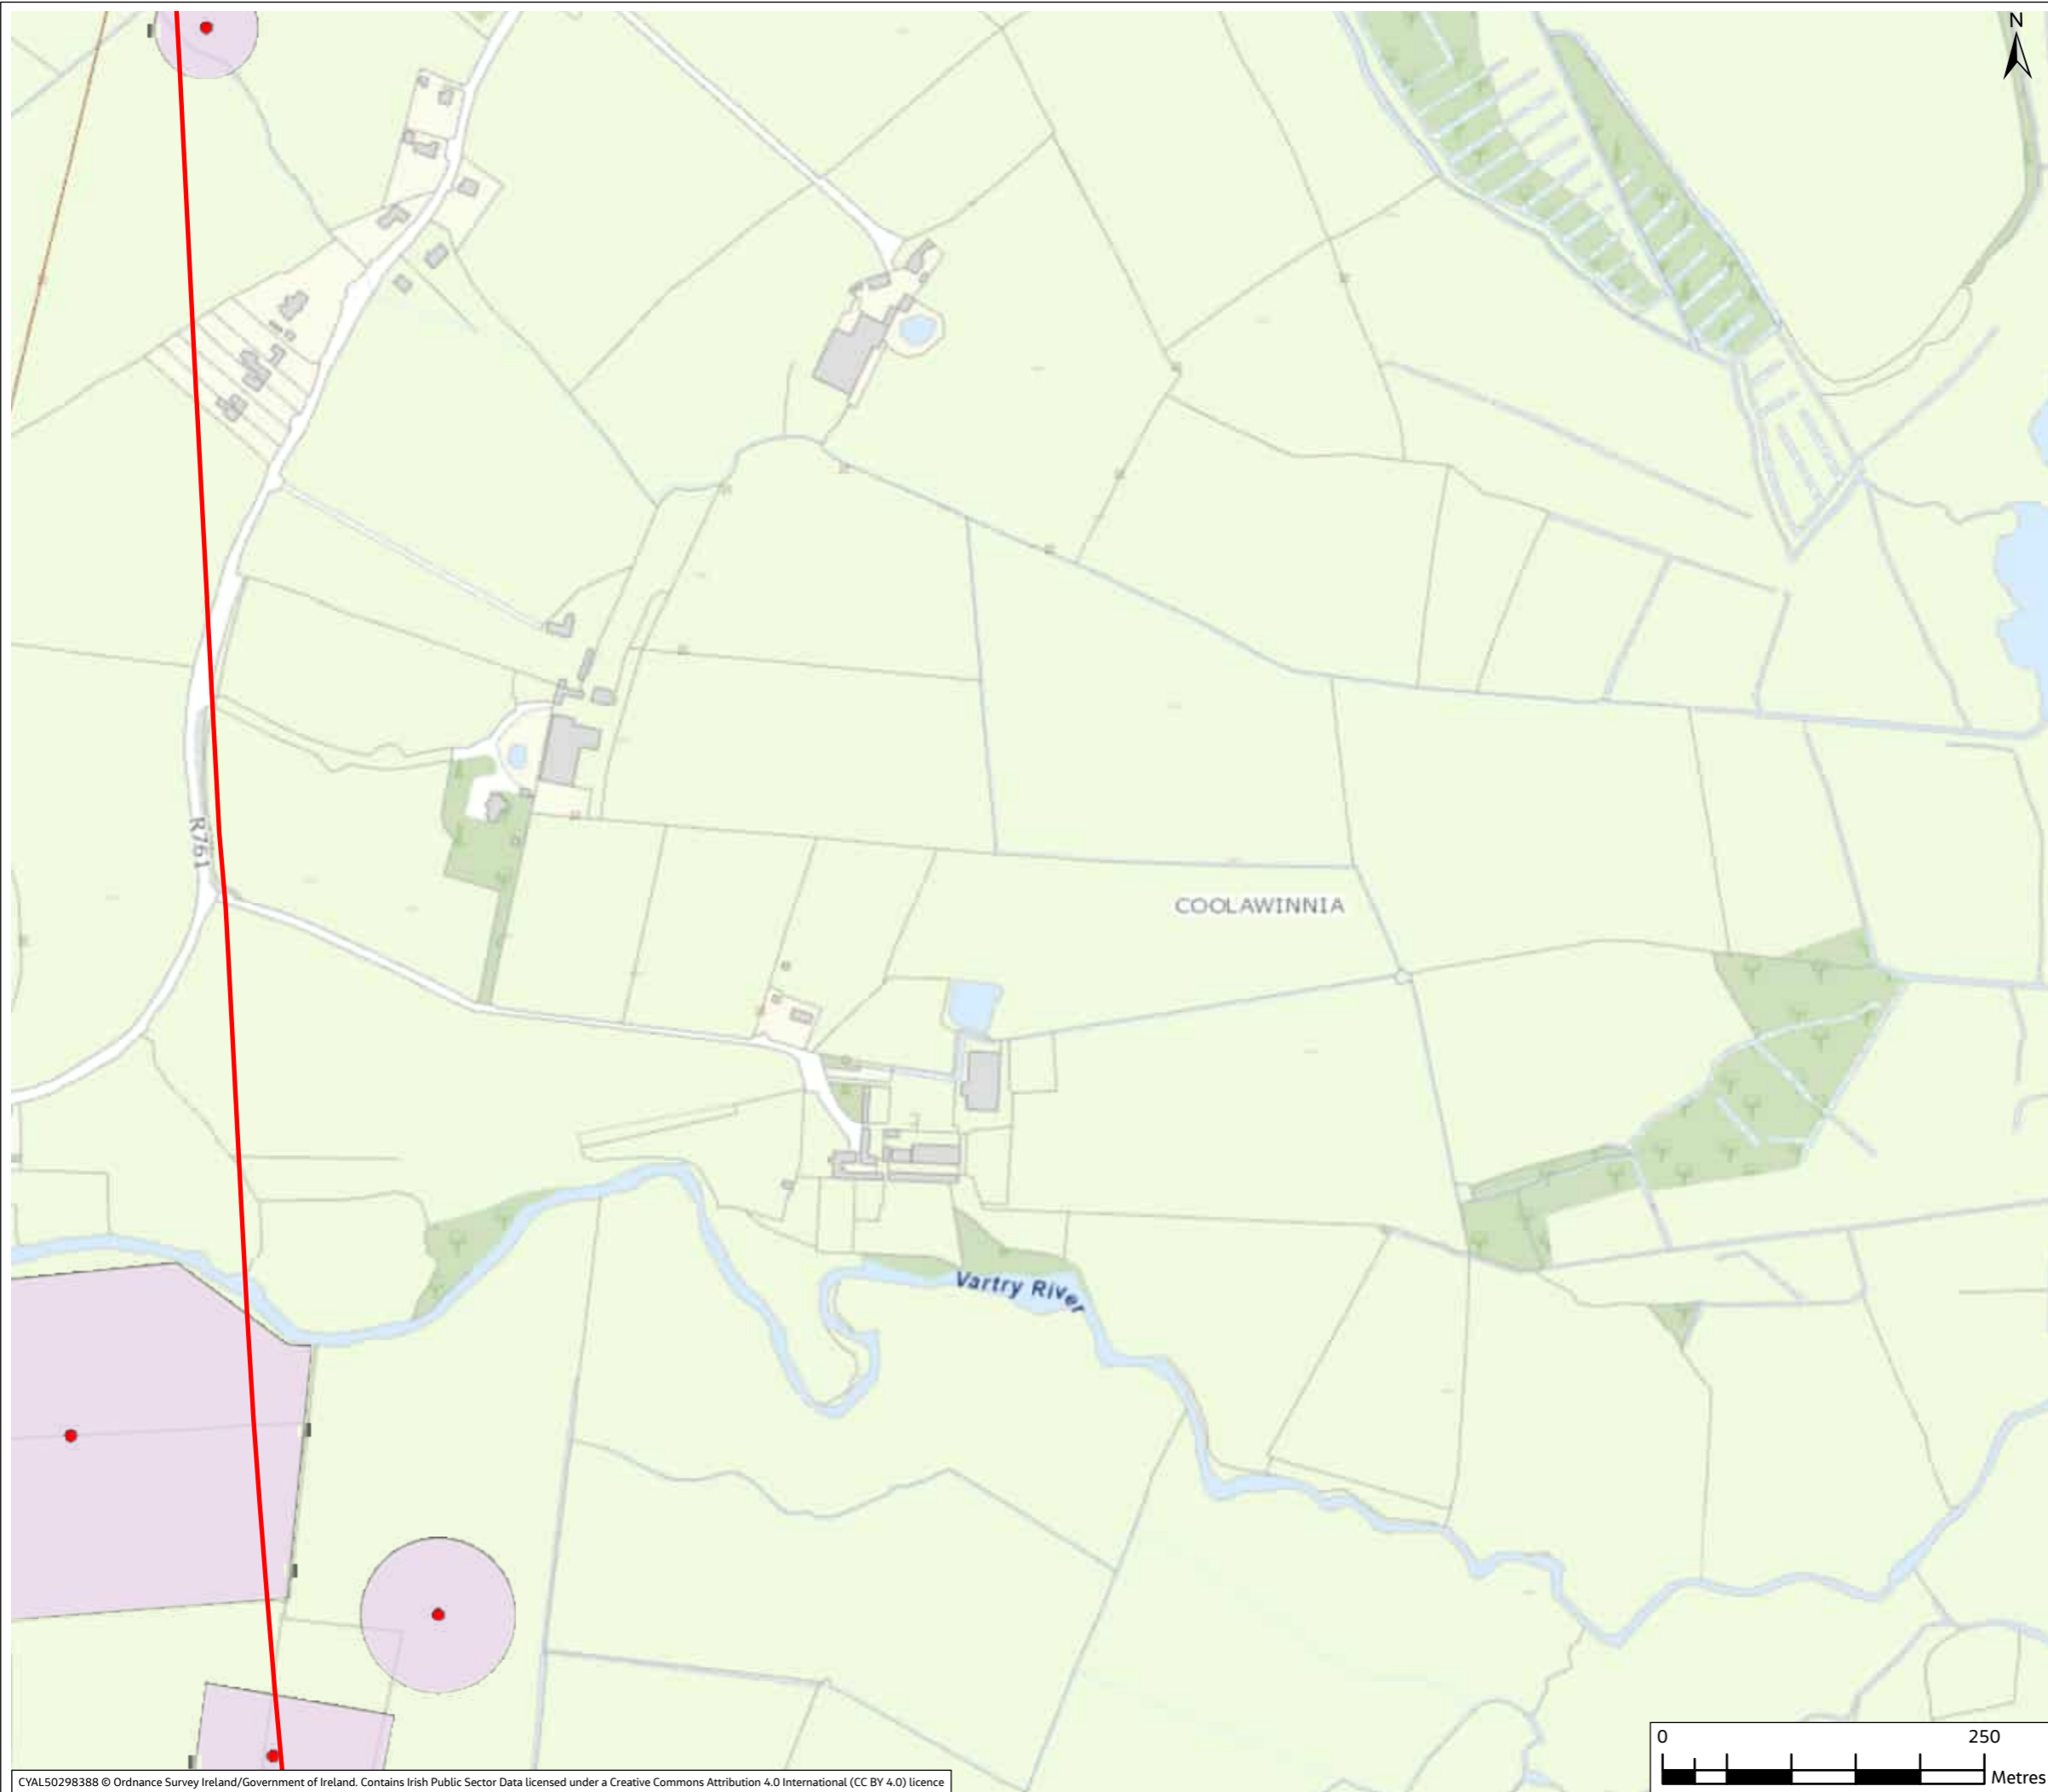 N
R761
COOLAWINNIA
Vartry River
0 250
Metres
CYAL50298388 © Ordnance Survey Ireland/Government of Ireland. Contains Irish Public Sector Data licensed under a Creative Commons Attribution 4.0 International (CC BY 4.0) licence